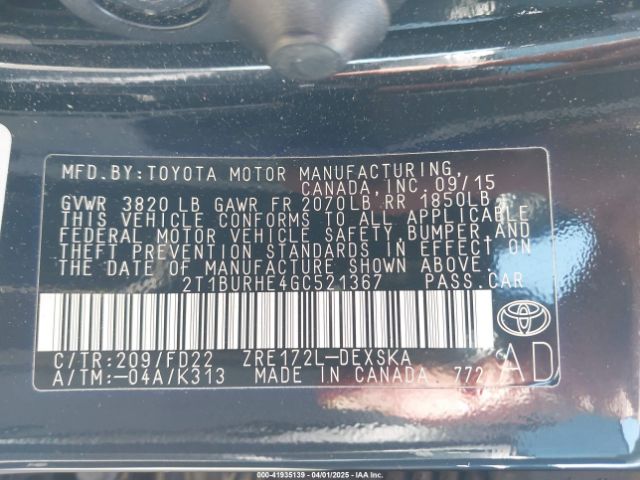 MFD.BY:TOYOTA MOTOR MANUFACTURING,
CANADA,INC.09/15
GVWR 3820 LB GAWR FR 2070LB RR 1850LB
THIS VEHICLE CONFORMS TO ALL APPLICABLE
FEDERAL MOTOR VEHICLE SAFETY, BUMPER AND
THEFT PREVENTION STANDARDS IN EFFECT ON
THE DATE OF MANUFACTURE SHOWN ABOVE.
2T1BURHE4GC521367 PASS.CAR
C/TR:209/FD22 ZRE172L-DEXSKA
A/TM:-04A/K313 MADE IN CANADA 772
AD
000-41935139 - 04/01/2025 - IAAI, Inc.